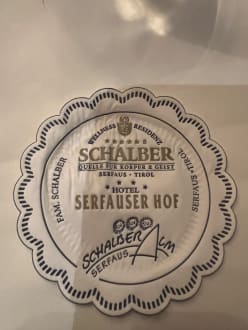 WELLNESS RESIDENZ
SCHALBER
QUELLE FÜR KÖRPER & GEIST
SERFAUS • TIROL
HOTEL
SERFAUSER HOF
SCHALBER ALM
SERFAUS
FAM. SCHALBER
SERFAUS • TIROL